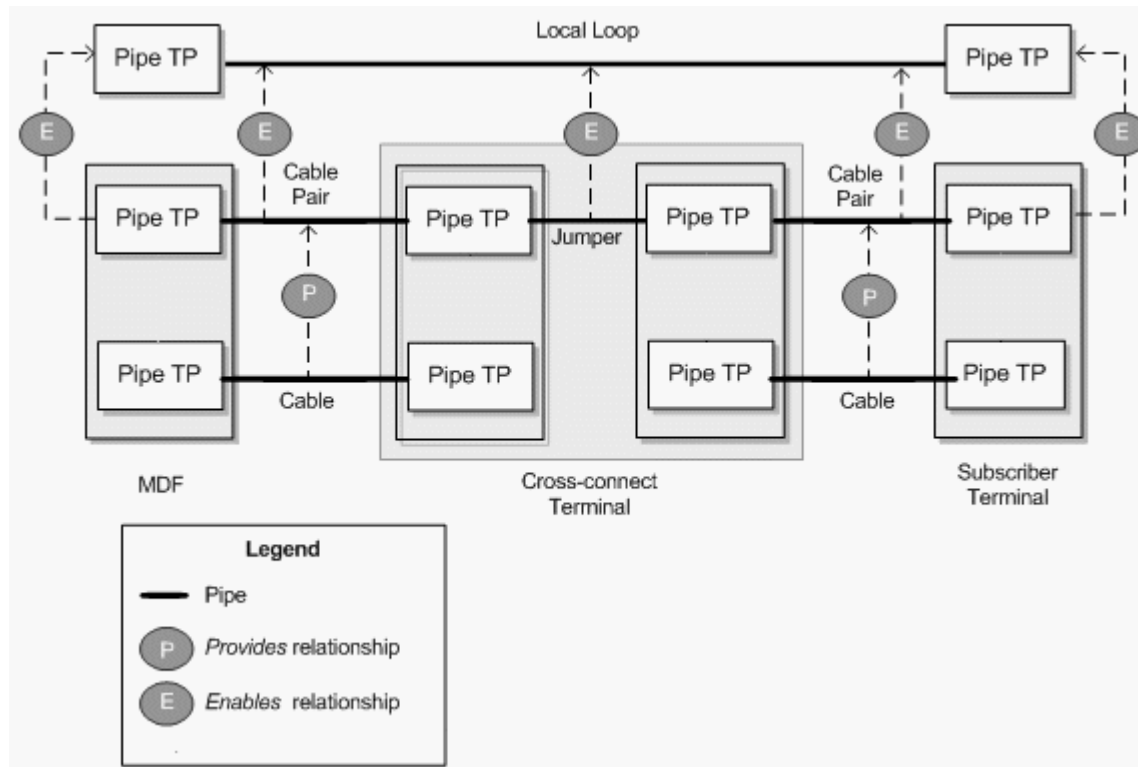 Local Loop
Pipe TP
Pipe TP
E
E
E
E
E
Cable
Pair
Cable
Pair
Pipe TP
Pipe TP
Jumper
Pipe TP
Pipe TP
P
P
Pipe TP
Cable
Pipe TP
Pipe TP
Cable
Pipe TP
MDF
Cross-connect
Terminal
Subscriber
Terminal
Legend
Pipe
P
Provides relationship
E
Enables relationship